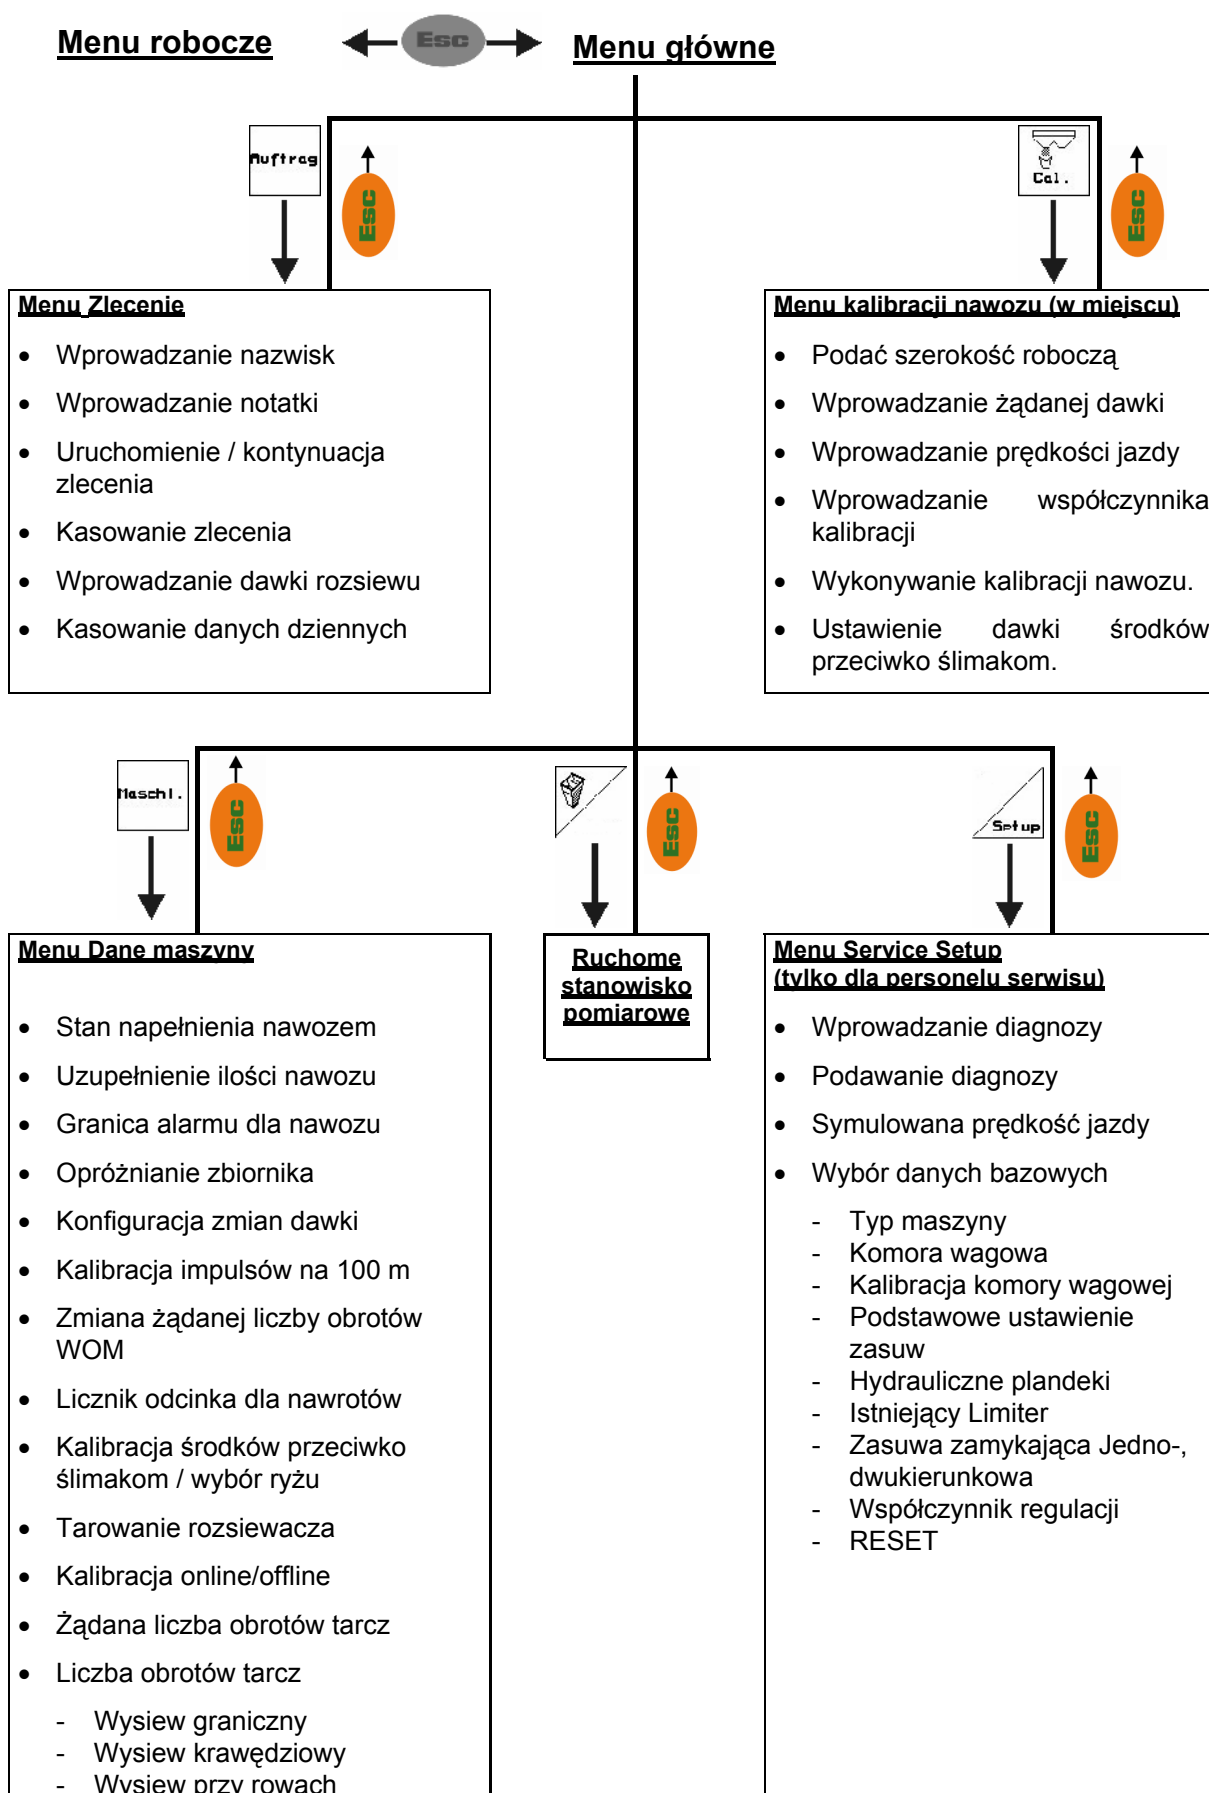 Menu robocze
Esc
Menu główne
Auftrag
Esc
Cal.
Esc
Menu Zlecenie
• Wprowadzanie nazwisk
• Wprowadzanie notatki
• Uruchomienie / kontynuacja
zlecenia
• Kasowanie zlecenia
• Wprowadzanie dawki rozsiewu
• Kasowanie danych dziennych
Menu kalibracji nawozu (w miejscu)
• Podać szerokość roboczą
• Wprowadzanie żądanej dawki
• Wprowadzanie prędkości jazdy
• Wprowadzanie współczynnika
kalibracji
• Wykonywanie kalibracji nawozu.
• Ustawienie dawki środków
przeciwko ślimakom.
Maschi.
Esc
Esc
Setup
Esc
Menu Dane maszyny
• Stan napełnienia nawozem
• Uzupełnienie ilości nawozu
• Granica alarmu dla nawozu
• Opróżnianie zbiornika
• Konfiguracja zmian dawki
• Kalibracja impulsów na 100 m
• Zmiana żądanej liczby obrotów
WOM
• Licznik odcinka dla nawrotów
• Kalibracja środków przeciwko
ślimakom / wybór ryżu
• Tarowanie rozsiewacza
• Kalibracja online/offline
• Żądana liczba obrotów tarcz
• Liczba obrotów tarcz
- Wysiew graniczny
- Wysiew krawędziowy
- Wysiew przy rowach
Ruchome
stanowisko
pomiarowe
Menu Service Setup
(tylko dla personelu serwisu)
• Wprowadzanie diagnozy
• Podawanie diagnozy
• Symulowana prędkość jazdy
• Wybór danych bazowych
- Typ maszyny
- Komora wagowa
- Kalibracja komory wagowej
- Podstawowe ustawienie
zasuw
- Hydrauliczne plandeki
- Istniejący Limiter
- Zasuwa zamykająca Jedno-,
dwukierunkowa
- Współczynnik regulacji
- RESET